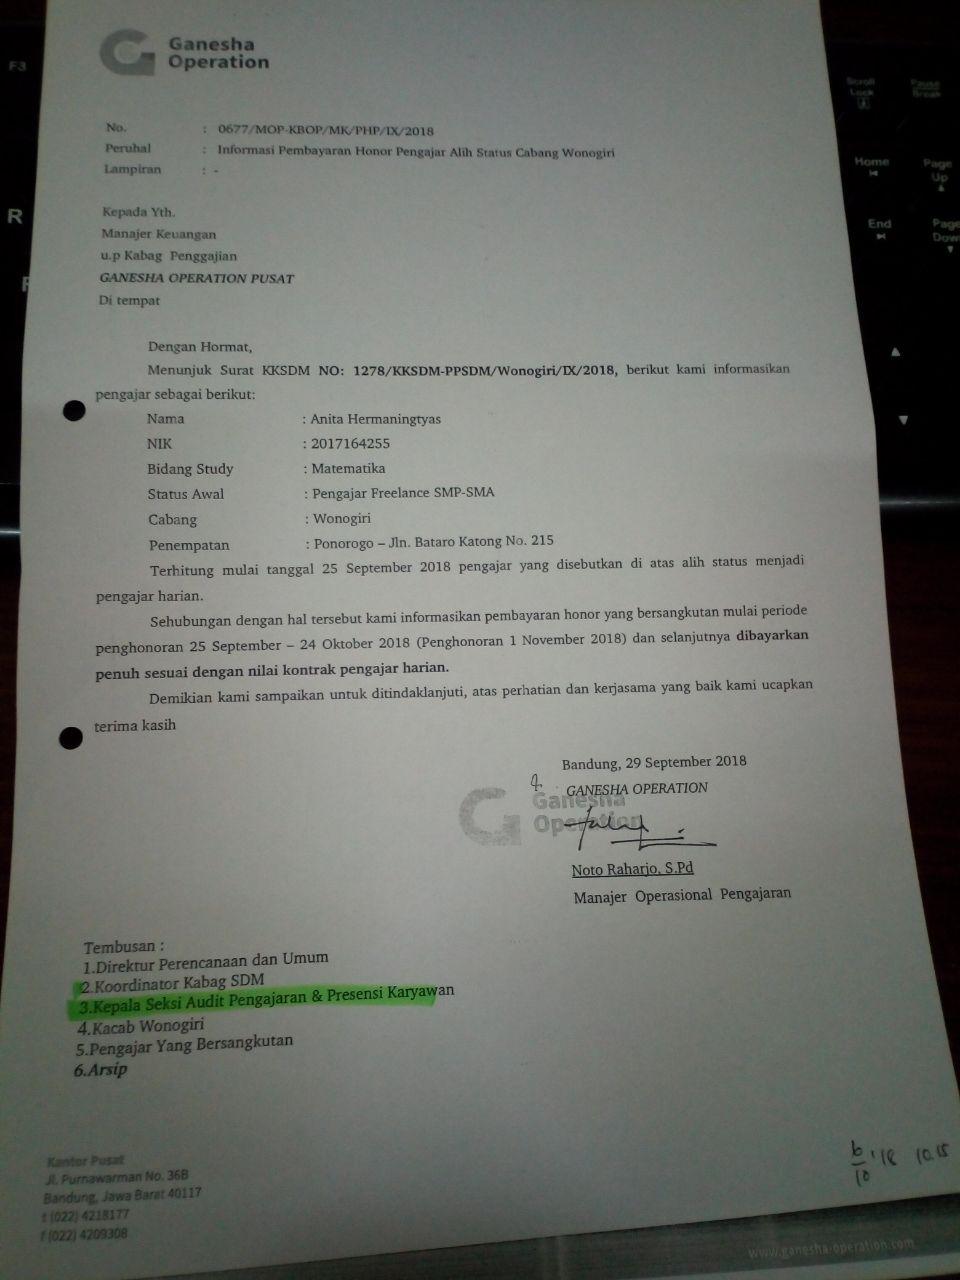 Ganesha
Operation
No. : 0677/MOP-KBOP/MK/PHP/IX/2018
Peruhal : Informasi Pembayaran Honor Pengajar Alih Status Cabang Wonogiri
Lampiran : -
Kepada Yth.
Manajer Keuangan
u.p Kabag Penggajian
GANESHA OPERATION PUSAT
Di tempat
Dengan Hormat,
Menunjuk Surat KKSDM NO: 1278/KKSDM-PPSDM/Wonogiri/IX/2018, berikut kami informasikan
pengajar sebagai berikut:
Nama : Anita Hermaningtyas
NIK : 2017164255
Bidang Study : Matematika
Status Awal : Pengajar Freelance SMP-SMA
Cabang : Wonogiri
Penempatan : Ponorogo – Jln. Bataro Katong No. 215
Terhitung mulai tanggal 25 September 2018 pengajar yang disebutkan di atas alih status menjadi
pengajar harian.
Sehubungan dengan hal tersebut kami informasikan pembayaran honor yang bersangkutan mulai periode
penghonoran 25 September – 24 Oktober 2018 (Penghonoran 1 November 2018) dan selanjutnya dibayarkan
penuh sesuai dengan nilai kontrak pengajar harian.
Demikian kami sampaikan untuk ditindaklanjuti, atas perhatian dan kerjasama yang baik kami ucapkan
terima kasih
Bandung, 29 September 2018
GANESHA OPERATION
Ganesha
Operation
Noto Raharjo, S.Pd
Manajer Operasional Pengajaran
Tembusan :
1.Direktur Perencanaan dan Umum
2.Koordinator Kabag SDM
3.Kepala Seksi Audit Pengajaran & Presensi Karyawan
4.Kacab Wonogiri
5.Pengajar Yang Bersangkutan
6.Arsip
6/10 '18 10.15
Kantor Pusat
Jl. Purnawarman No. 36B
Bandung, Jawa Barat 40117
t (022) 4218177
f (022) 4209308
www.ganesha-operation.com
F3
R
Scroll
Lock
Pause
Break
Home
Page
Up
End
Page
Down